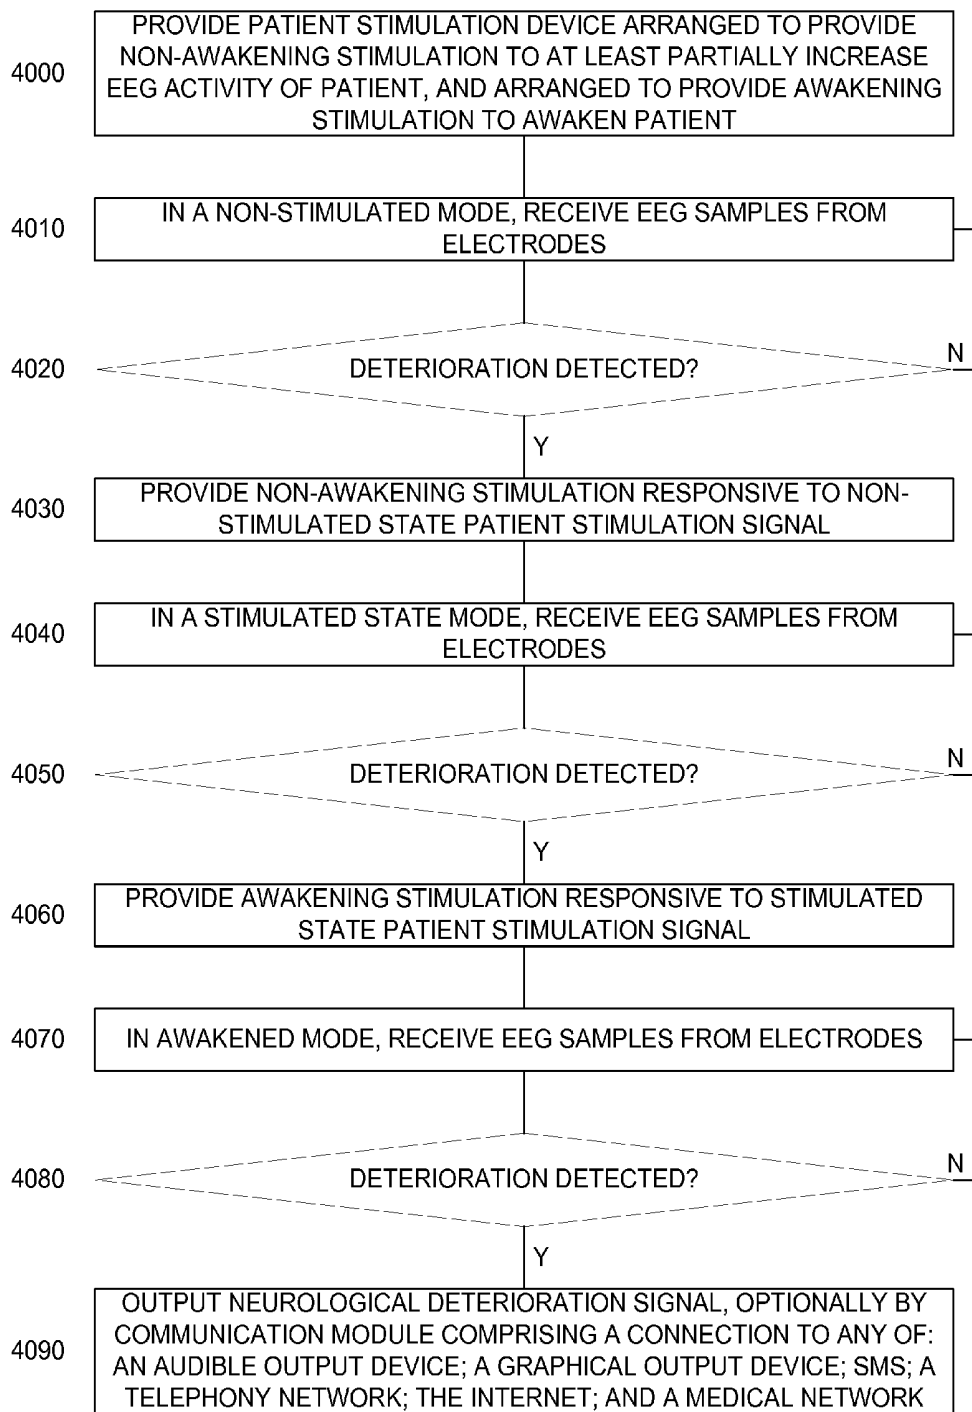 4000
PROVIDE PATIENT STIMULATION DEVICE ARRANGED TO PROVIDE
NON-AWAKENING STIMULATION TO AT LEAST PARTIALLY INCREASE
EEG ACTIVITY OF PATIENT, AND ARRANGED TO PROVIDE AWAKENING
STIMULATION TO AWAKEN PATIENT
4010
IN A NON-STIMULATED MODE, RECEIVE EEG SAMPLES FROM
ELECTRODES
4020
DETERIORATION DETECTED?
N
Y
4030
PROVIDE NON-AWAKENING STIMULATION RESPONSIVE TO NON-
STIMULATED STATE PATIENT STIMULATION SIGNAL
4040
IN A STIMULATED STATE MODE, RECEIVE EEG SAMPLES FROM
ELECTRODES
4050
DETERIORATION DETECTED?
N
Y
4060
PROVIDE AWAKENING STIMULATION RESPONSIVE TO STIMULATED
STATE PATIENT STIMULATION SIGNAL
4070
IN AWAKENED MODE, RECEIVE EEG SAMPLES FROM ELECTRODES
4080
DETERIORATION DETECTED?
N
Y
4090
OUTPUT NEUROLOGICAL DETERIORATION SIGNAL, OPTIONALLY BY
COMMUNICATION MODULE COMPRISING A CONNECTION TO ANY OF:
AN AUDIBLE OUTPUT DEVICE; A GRAPHICAL OUTPUT DEVICE; SMS; A
TELEPHONY NETWORK; THE INTERNET; AND A MEDICAL NETWORK